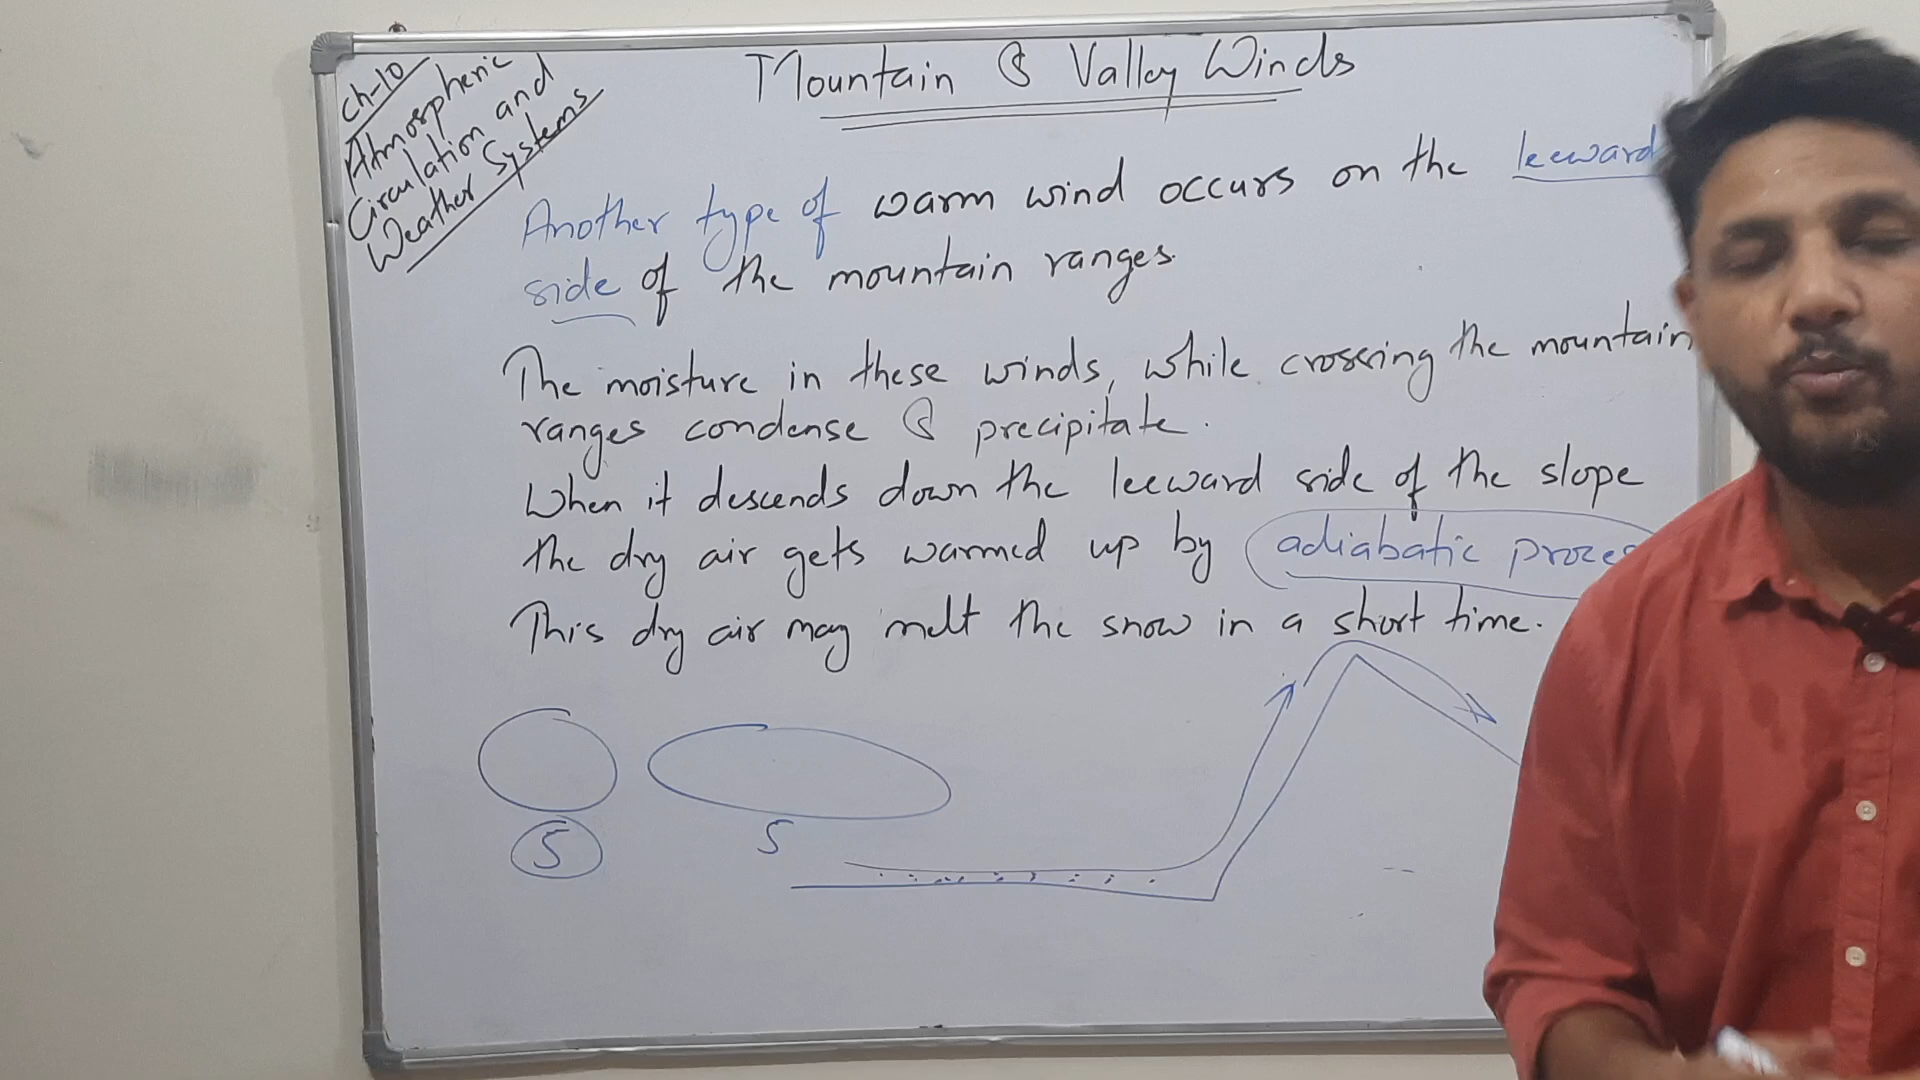 Ch-10
Atmospheric
Circulation and
Weather Systems
Mountain & Valley Winds
Another type of warm wind occurs on the leeward
side of the mountain ranges.
The moisture in these winds, while crossing the mountain
ranges condense & precipitate.
When it descends down the leeward side of the slope
the dry air gets warmed up by adiabatic
This dry air may melt the snow in a short time.
5 5